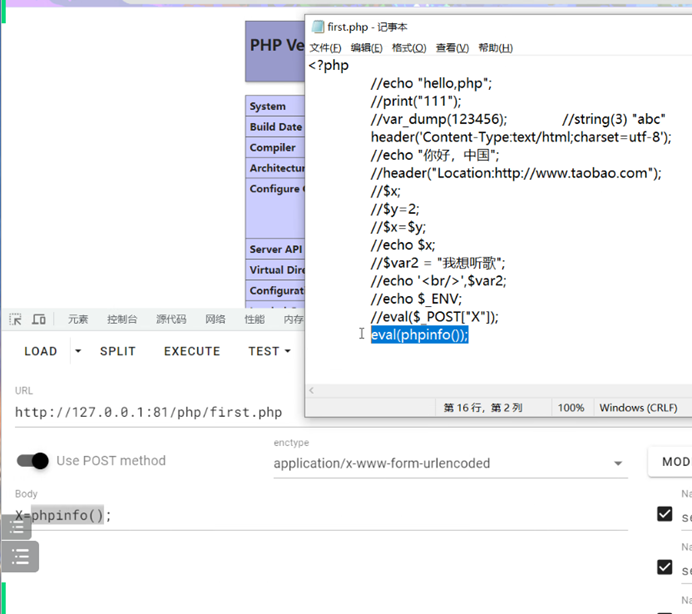 first.php - 记事本
文件(F) 编辑(E) 格式(O) 查看(V) 帮助(H)
<?php
//echo "hello,php";
//print("111");
//var_dump(123456); //string(3) "abc"
header('Content-Type:text/html;charset=utf-8');
//echo "你好，中国";
//header("Location:http://www.taobao.com");
//$x;
//$y=2;
//$x=$y;
//echo $x;
//$var2 = "我想听歌";
//echo '<br/>',$var2;
//echo $_ENV;
//eval($_POST["X"]);
eval(phpinfo());
第 16 行，第 2 列 100% Windows (CRLF)
PHP Ve
System
Build Date
Compiler
Architectur
Configure
Server API
Virtual Dire
Configurat
元素 控制台 源代码 网络 性能 内存
LOAD SPLIT EXECUTE TEST
URL
http://127.0.0.1:81/php/first.php
Use POST method
enctype
application/x-www-form-urlencoded
MOD
Body
X=phpinfo();
Na
se
Na
se
Na